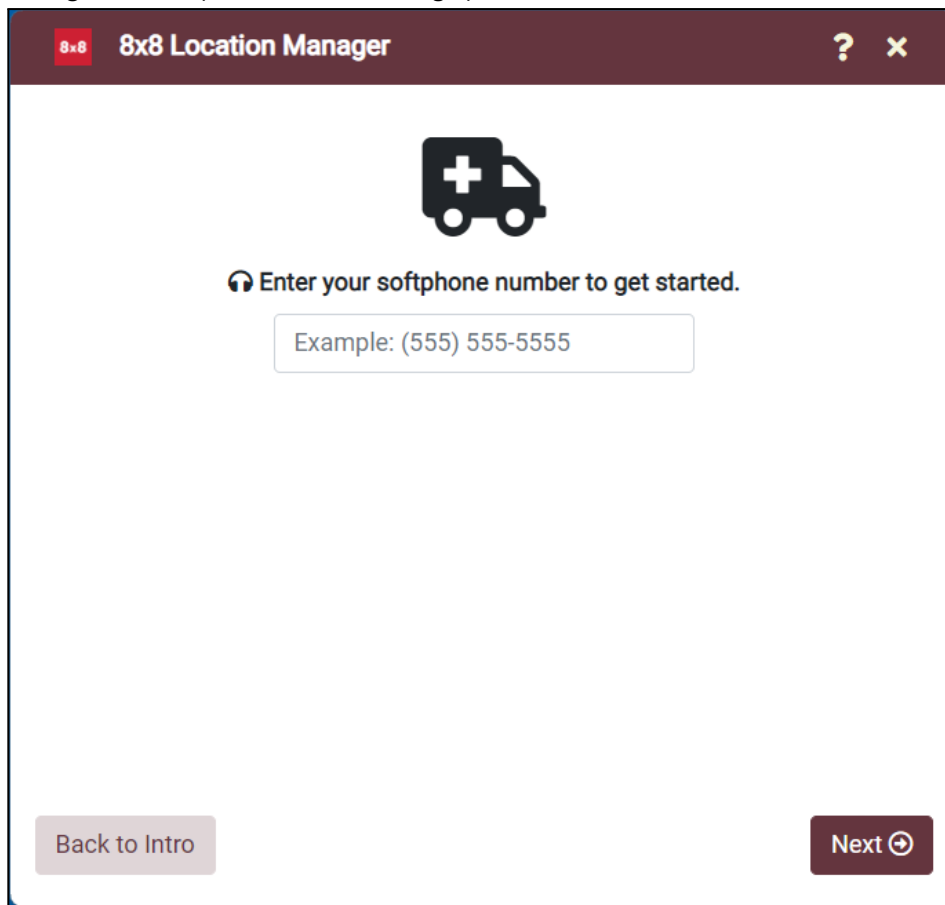 8x8 8x8 Location Manager ?
Enter your softphone number to get started.
Example: (555) 555-5555
Back to Intro
Next